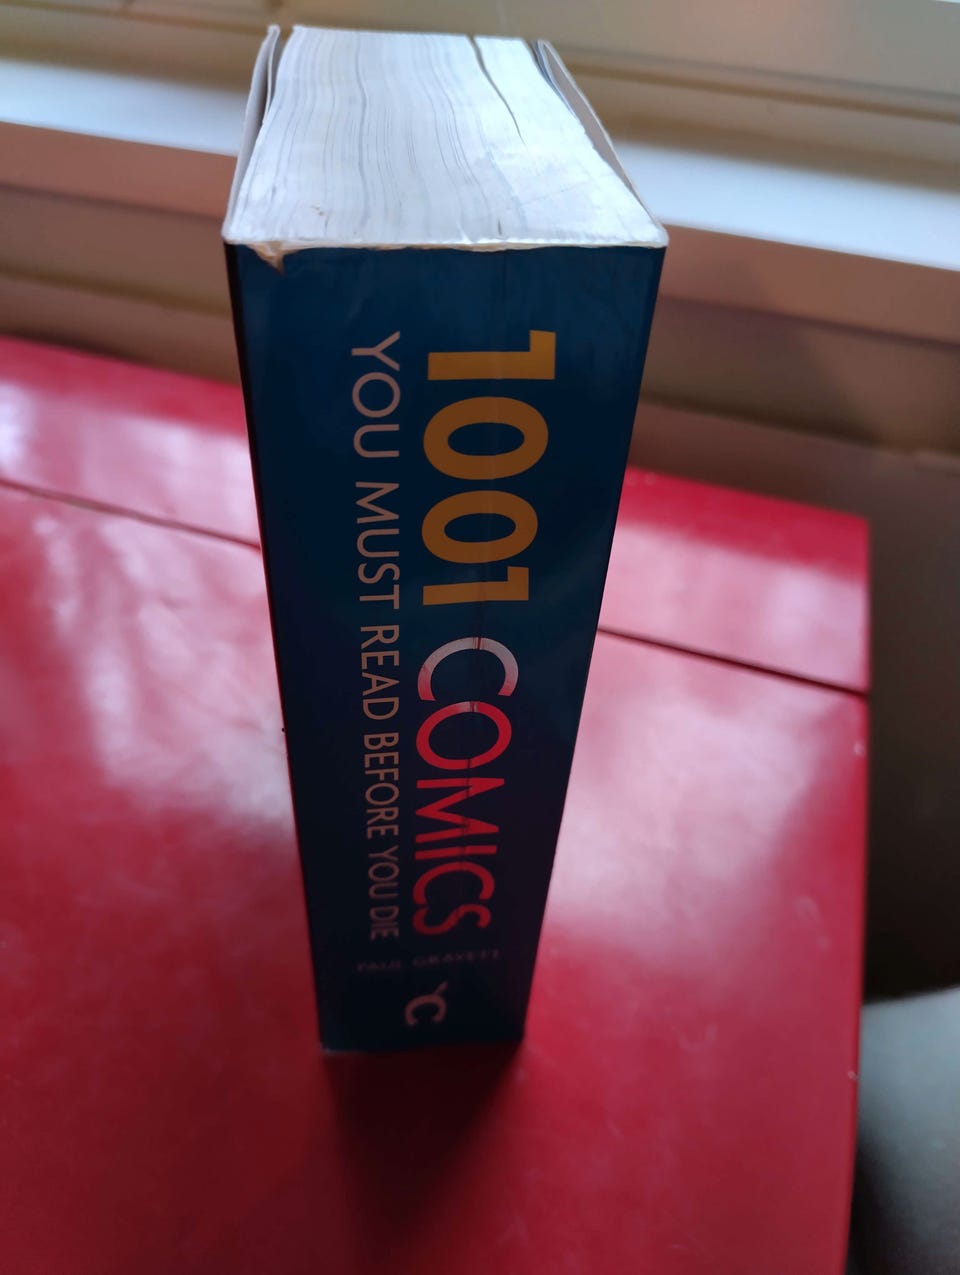 1001 COMICS
YOU MUST READ BEFORE YOU DIE
PAUL GRAVETT
C